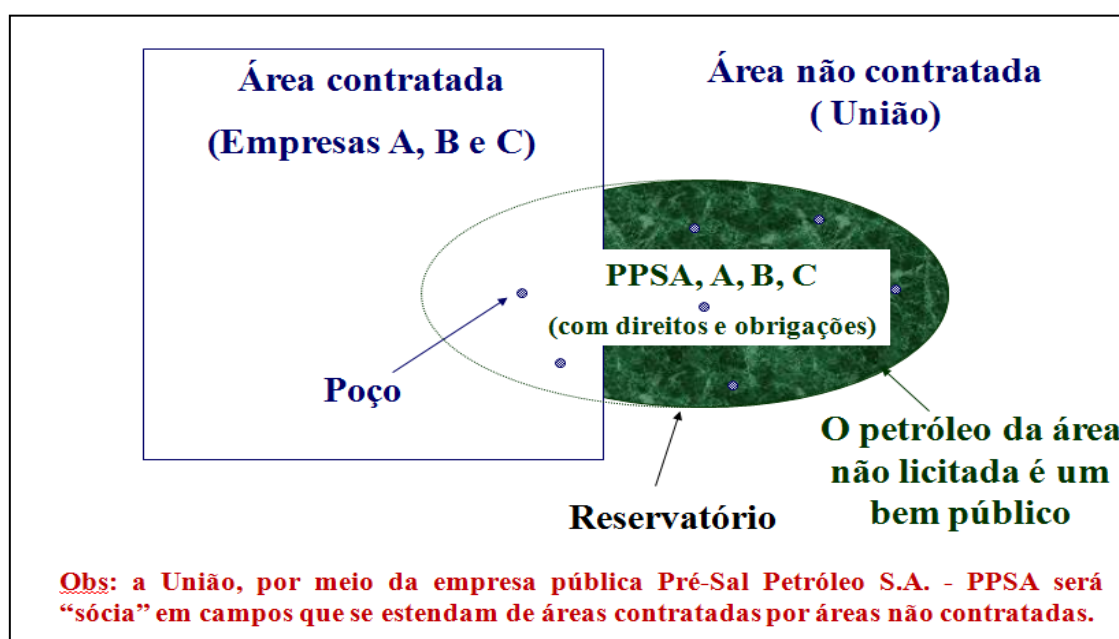 Área contratada
(Empresas A, B e C)
Área não contratada
( União)
PPSA, A, B, C
(com direitos e obrigações)
Poço
O petróleo da área
não licitada é um
bem público
Reservatório
Obs: a União, por meio da empresa pública Pré-Sal Petróleo S.A. - PPSA será
“sócia” em campos que se estendam de áreas contratadas por áreas não contratadas.